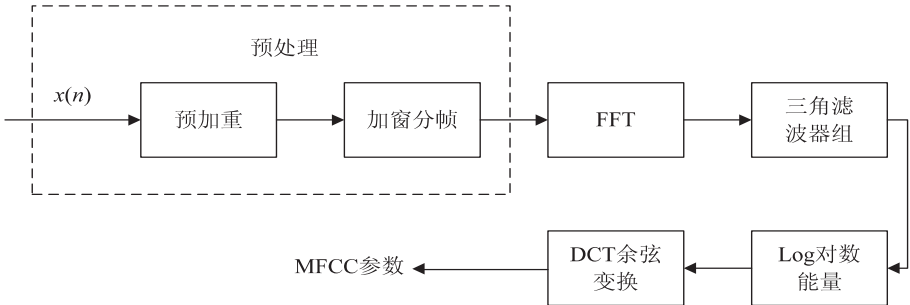 预处理
x(n)
预加重
加窗分帧
FFT
三角滤
波器组
Log对数
能量
DCT余弦
变换
MFCC参数